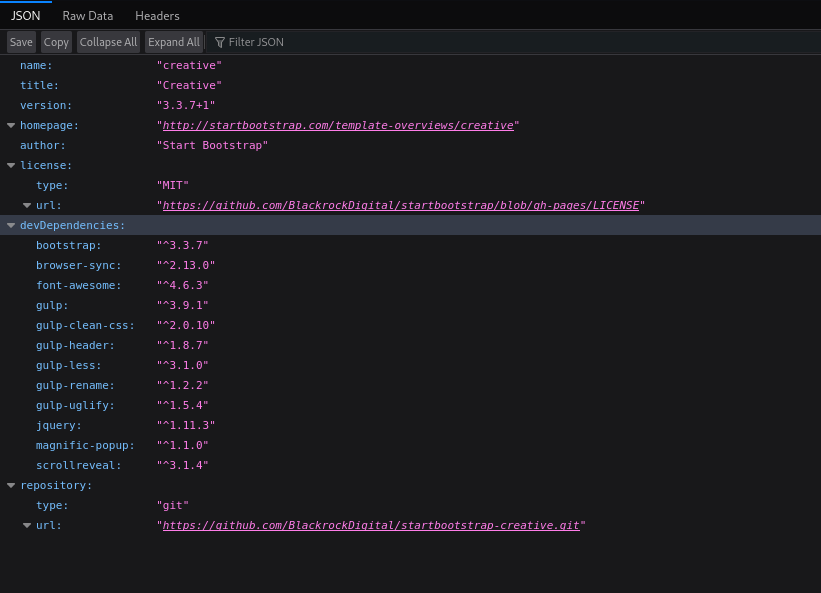 JSON Raw Data Headers
Save Copy Collapse All Expand All Filter JSON
name: "creative"
title: "Creative"
version: "3.3.7+1"
homepage: "http://startbootstrap.com/template-overviews/creative"
author: "Start Bootstrap"
license:
type: "MIT"
url: "https://github.com/BlackrockDigital/startbootstrap/blob/gh-pages/LICENSE"
devDependencies:
bootstrap: "^3.3.7"
browser-sync: "^2.13.0"
font-awesome: "^4.6.3"
gulp: "^3.9.1"
gulp-clean-css: "^2.0.10"
gulp-header: "^1.8.7"
gulp-less: "^3.1.0"
gulp-rename: "^1.2.2"
gulp-uglify: "^1.5.4"
jquery: "^1.11.3"
magnific-popup: "^1.1.0"
scrollreveal: "^3.1.4"
repository:
type: "git"
url: "https://github.com/BlackrockDigital/startbootstrap-creative.git"